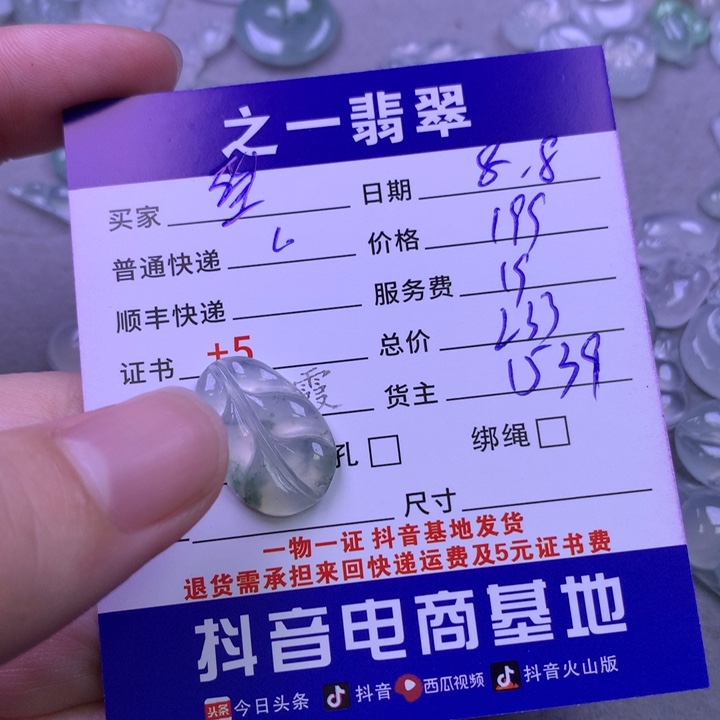 之一翡翠
买家 日期 8.8
普通快递 价格 199
顺丰快递 服务费 15
证书 +5 总价 233
霞 货主 1539
孔 □ 绑绳 □
尺寸
一物一证 抖音基地发货
退货需承担来回快递运费及5元证书费
抖音电商基地
头条 今日头条 抖音 西瓜视频 抖音火山版